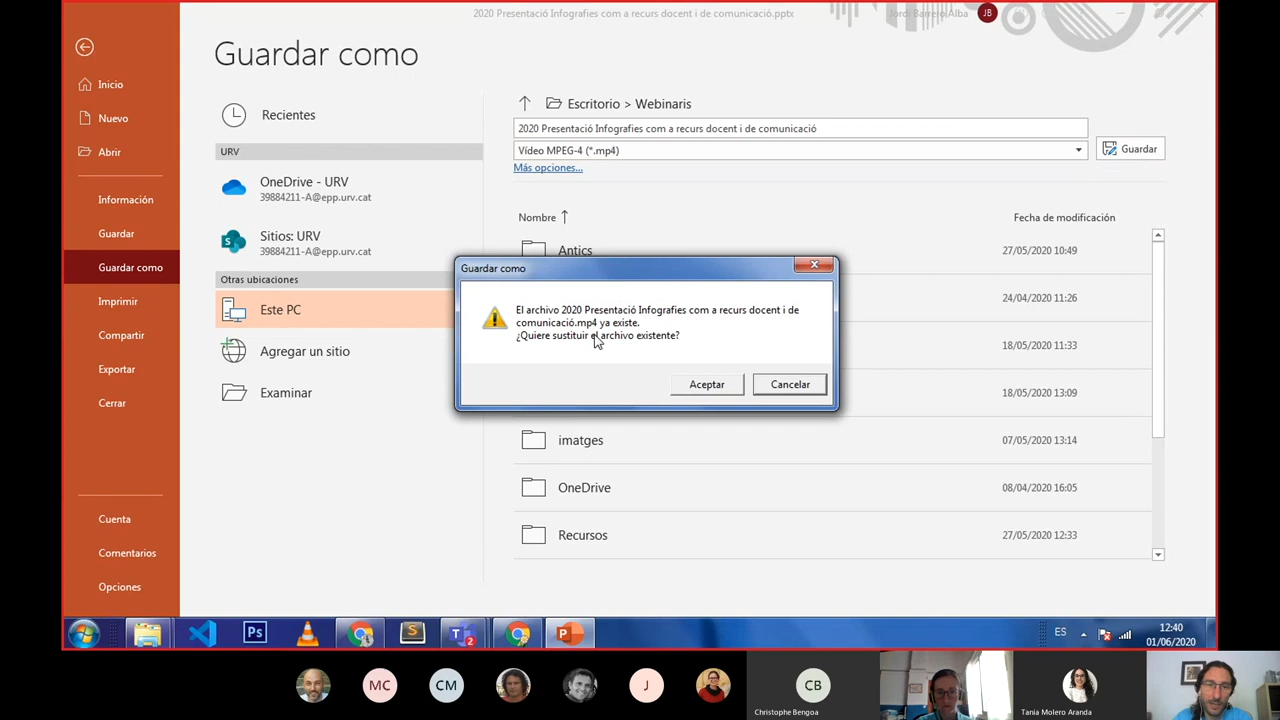 2020 Presentació Infografies com a recurs docent i de comunicació.pptx
Jordi Barrero Alba
JB
Guardar como
Inicio
Nuevo
Abrir
Información
Guardar
Guardar como
Imprimir
Compartir
Exportar
Cerrar
Cuenta
Comentarios
Opciones
Recientes
URV
OneDrive - URV
39884211-A@epp.urv.cat
Sitios: URV
39884211-A@epp.urv.cat
Otras ubicaciones
Este PC
Agregar un sitio
Examinar
Escritorio > Webinaris
2020 Presentació Infografies com a recurs docent i de comunicació
Vídeo MPEG-4 (*.mp4)
Guardar
Más opciones...
Nombre
Fecha de modificación
Antics
27/05/2020 10:49
24/04/2020 11:26
18/05/2020 11:33
18/05/2020 13:09
imatges
07/05/2020 13:14
OneDrive
08/04/2020 16:05
Recursos
27/05/2020 12:33
Guardar como
El archivo 2020 Presentació Infografies com a recurs docent i de
comunicació.mp4 ya existe.
¿Quiere sustituir el archivo existente?
Aceptar
Cancelar
Ps
2
ES
12:40
01/06/2020
MC
CM
J
CB
Christophe Bengoa
Tania Molero Aranda